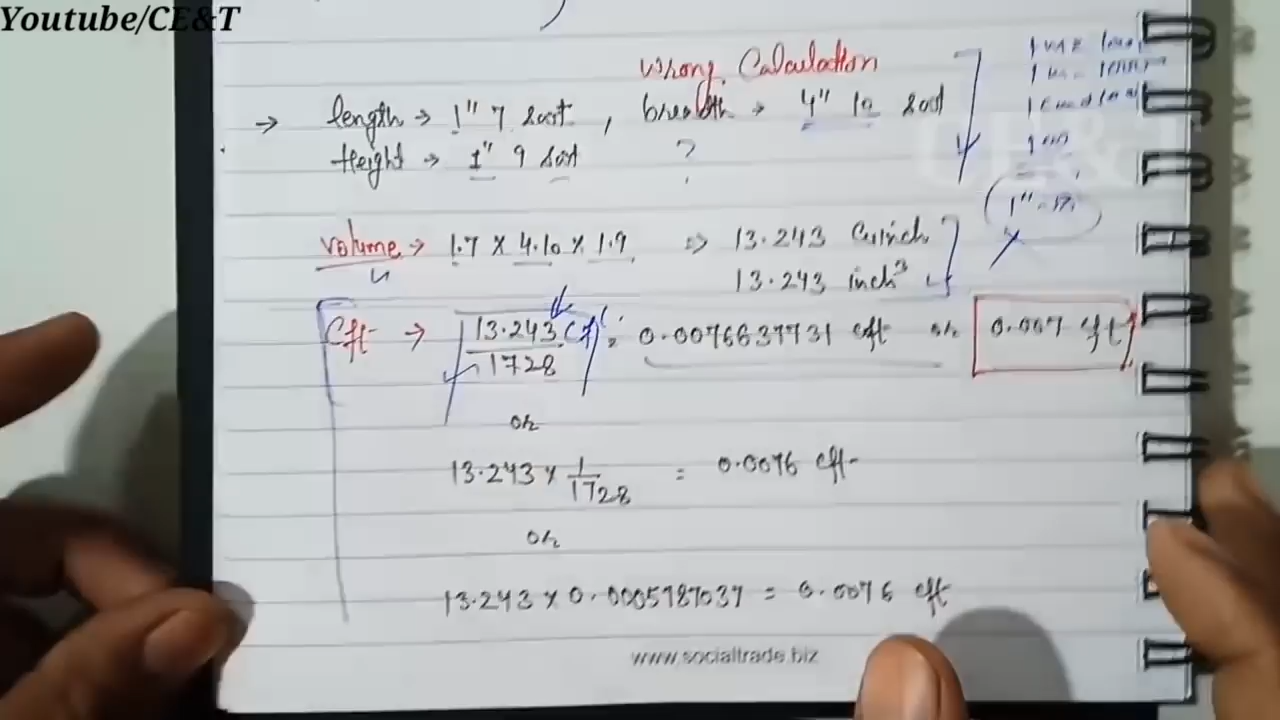 Youtube/CE&T
Wrong Calculation
→ length → 1" 7 soot , breadth → 4" 10 soot
Height → 1" 9 soot ?
volume → 1.7 x 4.10 x 1.9 => 13.243 Cuinch
13.243 inch³
CE&T
Cft → 13.243 Cft / 1728 = 0.0076637731 cft or 0.007 cft
or
13.243 x 1/1728 = 0.0076 cft
or
13.243 x 0.0005787037 = 0.0076 cft
www.socialtrade.biz